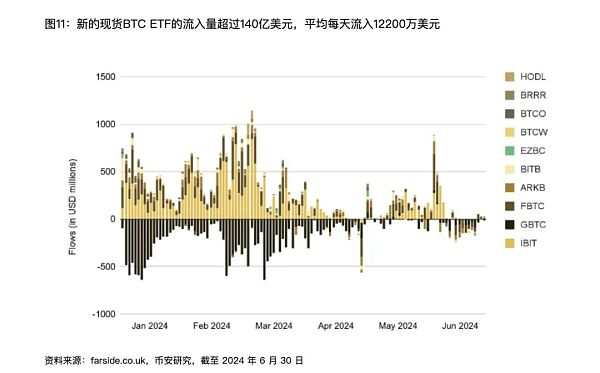 图11：新的现货BTC ETF的流入量超过140亿美元，平均每天流入12200万美元
1500
1000
500
0
-500
-1000
Flows (in USD millions)
Jan 2024
Feb 2024
Mar 2024
Apr 2024
May 2024
Jun 2024
HODL
BRRR
BTCO
BTCW
EZBC
BITB
ARKB
FBTC
GBTC
IBIT
资料来源：farside.co.uk，币安研究，截至 2024 年 6 月 30 日